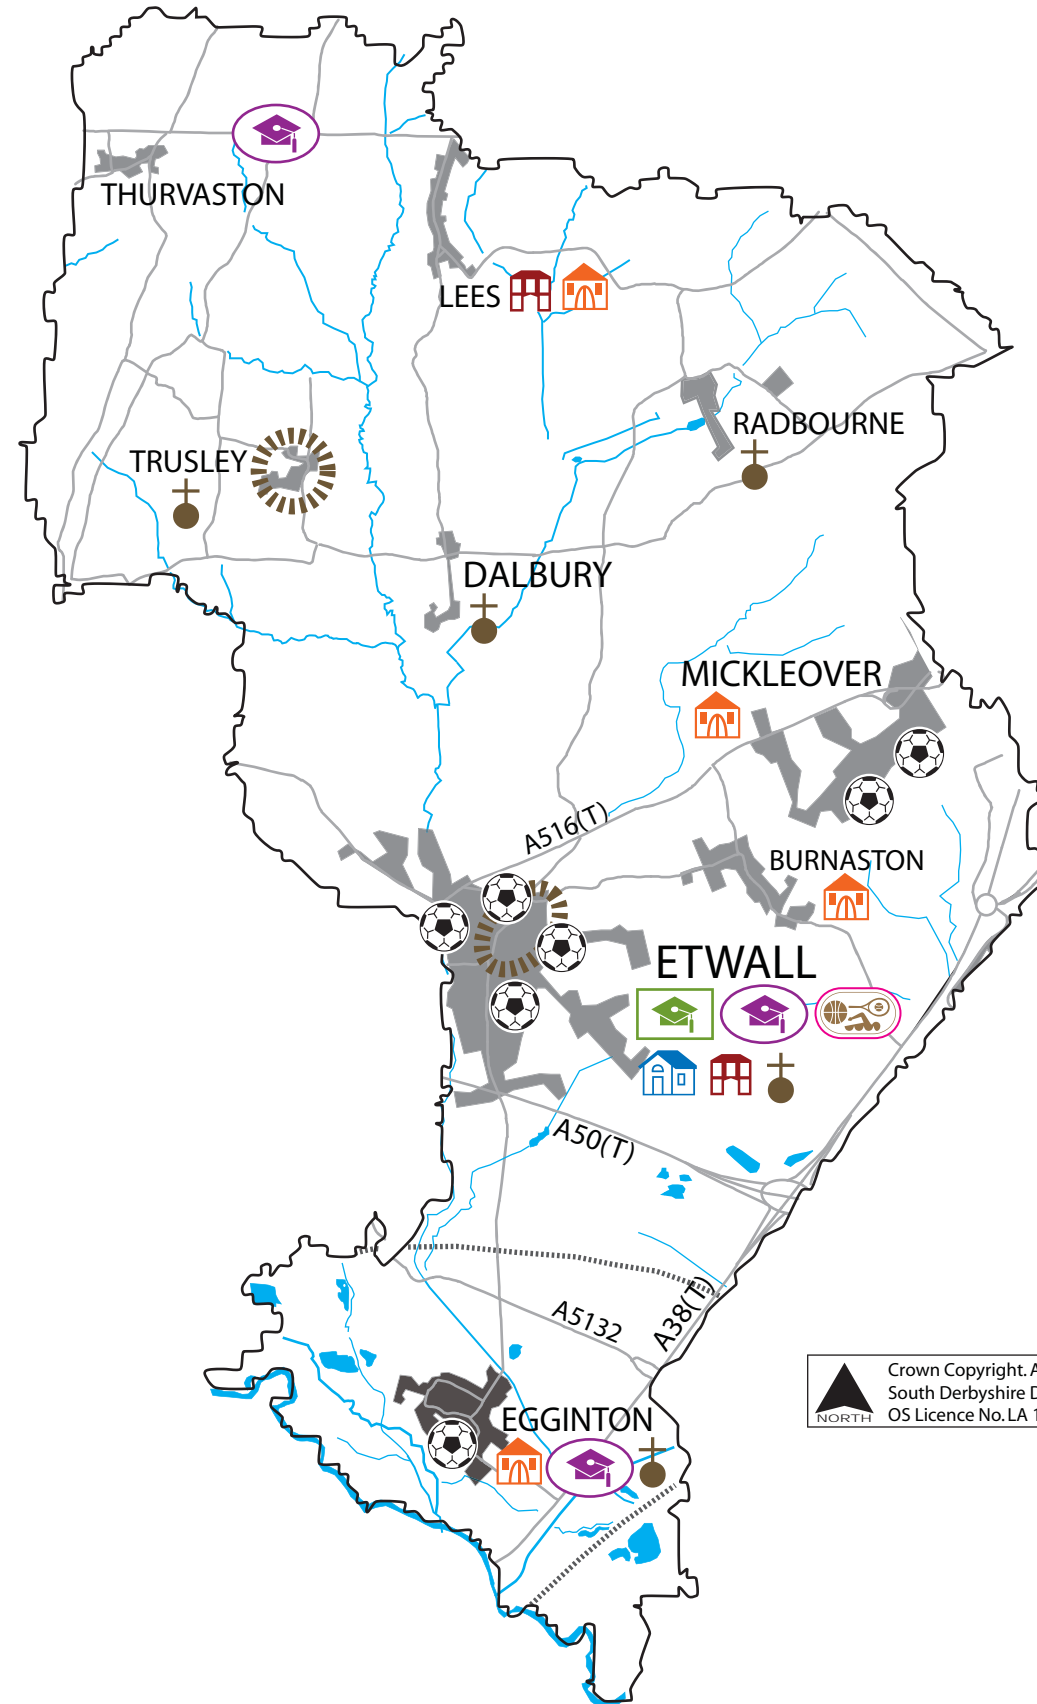 THURVASTON
LEES
RADBOURNE
TRUSLEY
DALBURY
MICKLEOVER
A516(T)
BURNASTON
ETWALL
A50(T)
A38(T)
A5132
EGGINTON
NORTH
Crown Copyright. A
South Derbyshire D
OS Licence No. LA 1